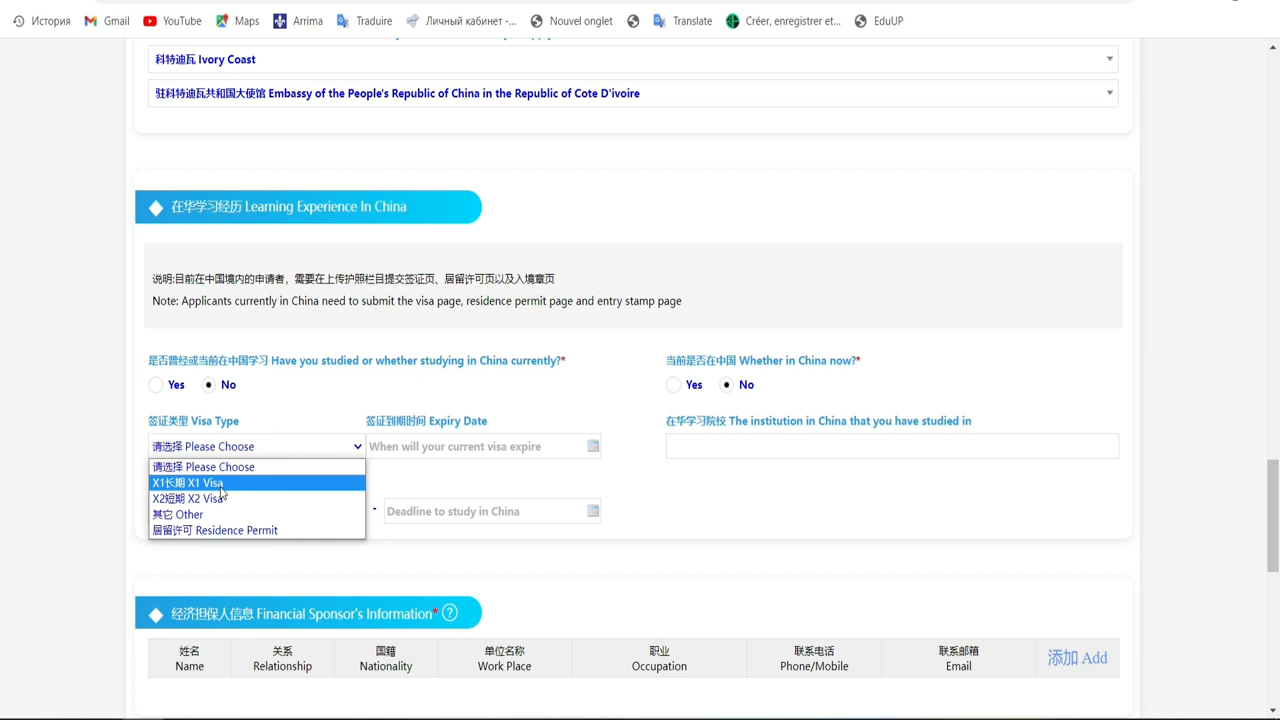 История Gmail YouTube Maps Arrima Traduire Личный кабинет -... Nouvel onglet Translate Créer, enregistrer et... EduUP
科特迪瓦 Ivory Coast
驻科特迪瓦共和国大使馆 Embassy of the People's Republic of China in the Republic of Cote D'ivoire
在华学习经历 Learning Experience In China
说明:目前在中国境内的申请者，需要在上传护照栏目提交签证页、居留许可页以及入境章页
Note: Applicants currently in China need to submit the visa page, residence permit page and entry stamp page
是否曾经或当前在中国学习 Have you studied or whether studying in China currently?* 当前是否在中国 Whether in China now?*
Yes No Yes No
签证类型 Visa Type 签证到期时间 Expiry Date 在华学习院校 The institution in China that you have studied in
请选择 Please Choose When will your current visa expire
请选择 Please Choose
X1长期 X1 Visa
X2短期 X2 Visa
其它 Other - Deadline to study in China
居留许可 Residence Permit
经济担保人信息 Financial Sponsor's Information* ?
姓名 关系 国籍 单位名称 职业 联系电话 联系邮箱 添加 Add
Name Relationship Nationality Work Place Occupation Phone/Mobile Email